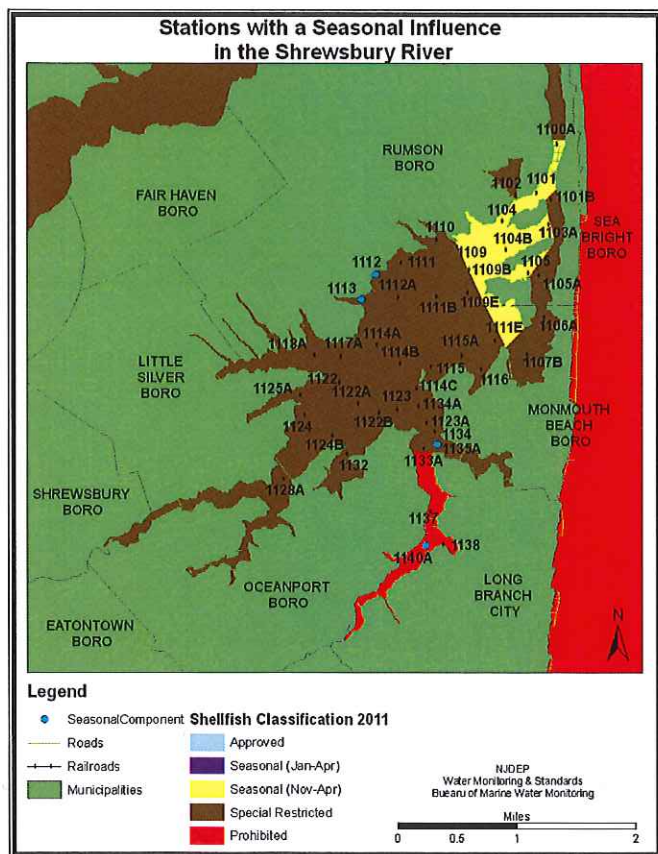 Stations with a Seasonal Influence
in the Shrewsbury River
1100A
RUMSON
BORO
1102
1101
1101B
FAIR HAVEN
BORO
1104
1103A
SEA
BRIGHT
BORO
1110
1109
1104B
1112
1111
1109B
1105
1105A
1113
1112A
1111B
1109E
1106A
1114A
1111E
1118A
1117A
1115A
1107B
1114B
LITTLE
SILVER
BORO
1122
1115
1116
1125A
1114C
1122A
1123
1134A
MONMOUTH
BEACH
BORO
1124
1122B
1123A
1124B
1134
1132
1133A
1135A
1128A
SHREWSBURY
BORO
1137
1138
1140A
OCEANPORT
BORO
LONG
BRANCH
CITY
EATONTOWN
BORO
N
Legend
SeasonalComponent
Roads
Railroads
Municipalities
Shellfish Classification 2011
Approved
Seasonal (Jan-Apr)
Seasonal (Nov-Apr)
Special Restricted
Prohibited
NJDEP
Water Monitoring & Standards
Buearu of Marine Water Monitoring
Miles
0 0.5 1 2